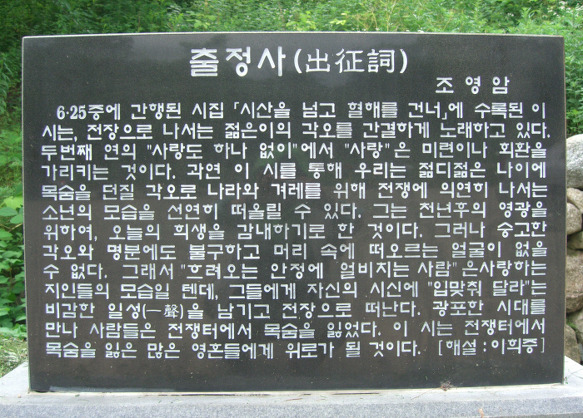 출정사(出征詞)
조영암
6·25중에 간행된 시집 「시산을 넘고 혈해를 건너」에 수록된 이
시는, 전장으로 나서는 젊은이의 각오를 간결하게 노래하고 있다.
두번째 연의 "사랑도 하나 없이"에서 "사랑"은 미련이나 회환을
가리키는 것이다. 과연 이 시를 통해 우리는 젊디젊은 나이에
목숨을 던질 각오로 나라와 겨레를 위해 전쟁에 의연히 나서는
소년의 모습을 선연히 떠올릴 수 있다. 그는 천년후의 영광을
위하여, 오늘의 희생을 감내하기로 한 것이다. 그러나 숭고한
각오와 명분에도 불구하고 머리 속에 떠오르는 얼굴이 없을
수 없다. 그래서 "흐려오는 안정에 얼비치는 사람"은사랑하는
지인들의 모습일 텐데, 그들에게 자신의 시신에 "입맞춰 달라"는
비감한 일성(一聲)을 남기고 전장으로 떠난다. 광포한 시대를
만나 사람들은 전쟁터에서 목숨을 잃었다. 이 시는 전쟁터에서
목숨을 잃은 많은 영혼들에게 위로가 될 것이다. [해설:이희중]